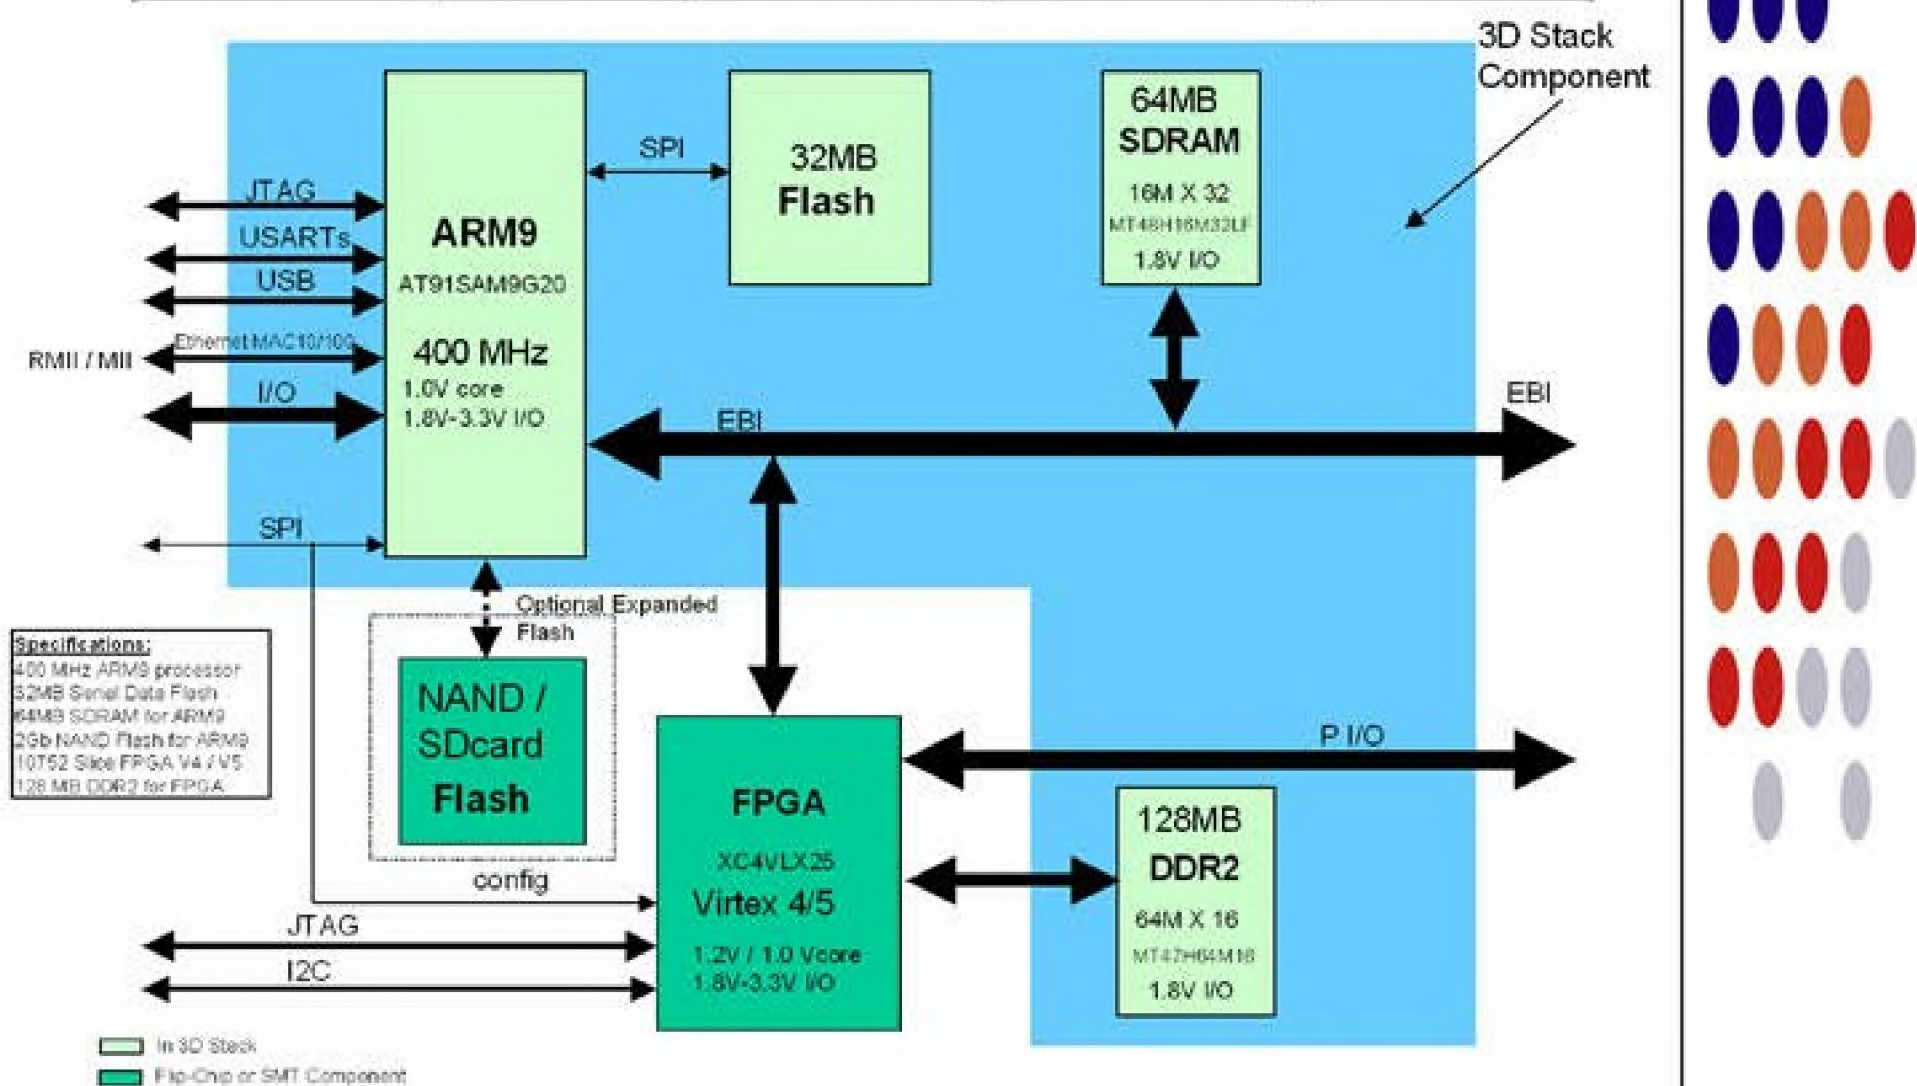 3D Stack
Component
64MB
SDRAM
16M X 32
MT48H16M32LF
1.8V I/O
SPI
32MB
Flash
JTAG
USARTs
USB
Ethernet MAC10/100
RMII / MII
I/O
ARM9
AT91SAM9G20
400 MHz
1.0V core
1.8V-3.3V I/O
EBI
EBI
SPI
Optional Expanded
Flash
Specifications:
400 MHz ARM9 processor
32MB Serial Data Flash
64MB SDRAM for ARM9
2Gb NAND Flash for ARM9
10752 Slice FPGA V4 / V5
128 MB DDR2 for FPGA
NAND /
SDcard
Flash
config
P I/O
FPGA
XC4VLX25
Virtex 4/5
1.2V / 1.0 Vcore
1.8V-3.3V I/O
128MB
DDR2
64M X 16
MT47H64M16
1.8V I/O
JTAG
I2C
In 3D Stack
Flip-Chip or SMT Component